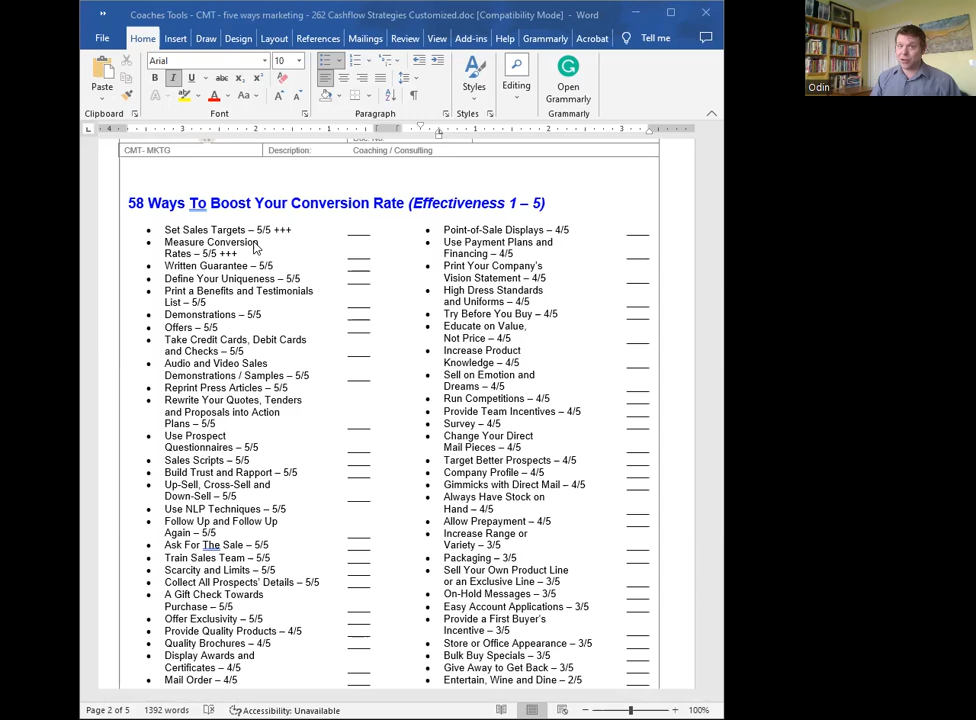 Coaches Tools - CMT - five ways marketing - 262 Cashflow Strategies Customized.doc [Compatibility Mode] - Word
File Home Insert Draw Design Layout References Mailings Review View Add-ins Help Grammarly Acrobat Tell me
Arial 10
Paste
Styles
Editing
Open
Grammarly
Clipboard Font Paragraph Styles Grammarly
Odin
4 3 2 1 1 2 3
CMT- MKTG Description: Coaching / Consulting
58 Ways To Boost Your Conversion Rate (Effectiveness 1 – 5)
Set Sales Targets – 5/5 +++
Measure Conversion
Rates – 5/5 +++
Written Guarantee – 5/5
Define Your Uniqueness – 5/5
Print a Benefits and Testimonials
List – 5/5
Demonstrations – 5/5
Offers – 5/5
Take Credit Cards, Debit Cards
and Checks – 5/5
Audio and Video Sales
Demonstrations / Samples – 5/5
Reprint Press Articles – 5/5
Rewrite Your Quotes, Tenders
and Proposals into Action
Plans – 5/5
Use Prospect
Questionnaires – 5/5
Sales Scripts – 5/5
Build Trust and Rapport – 5/5
Up-Sell, Cross-Sell and
Down-Sell – 5/5
Use NLP Techniques – 5/5
Follow Up and Follow Up
Again – 5/5
Ask For The Sale – 5/5
Train Sales Team – 5/5
Scarcity and Limits – 5/5
Collect All Prospects' Details – 5/5
A Gift Check Towards
Purchase – 5/5
Offer Exclusivity – 5/5
Provide Quality Products – 4/5
Quality Brochures – 4/5
Display Awards and
Certificates – 4/5
Mail Order – 4/5
Point-of-Sale Displays – 4/5
Use Payment Plans and
Financing – 4/5
Print Your Company's
Vision Statement – 4/5
High Dress Standards
and Uniforms – 4/5
Try Before You Buy – 4/5
Educate on Value,
Not Price – 4/5
Increase Product
Knowledge – 4/5
Sell on Emotion and
Dreams – 4/5
Run Competitions – 4/5
Provide Team Incentives – 4/5
Survey – 4/5
Change Your Direct
Mail Pieces – 4/5
Target Better Prospects – 4/5
Company Profile – 4/5
Gimmicks with Direct Mail – 4/5
Always Have Stock on
Hand – 4/5
Allow Prepayment – 4/5
Increase Range or
Variety – 3/5
Packaging – 3/5
Sell Your Own Product Line
or an Exclusive Line – 3/5
On-Hold Messages – 3/5
Easy Account Applications – 3/5
Provide a First Buyer's
Incentive – 3/5
Store or Office Appearance – 3/5
Bulk Buy Specials – 3/5
Give Away to Get Back – 3/5
Entertain, Wine and Dine – 2/5
Page 2 of 5 1392 words Accessibility: Unavailable 100%